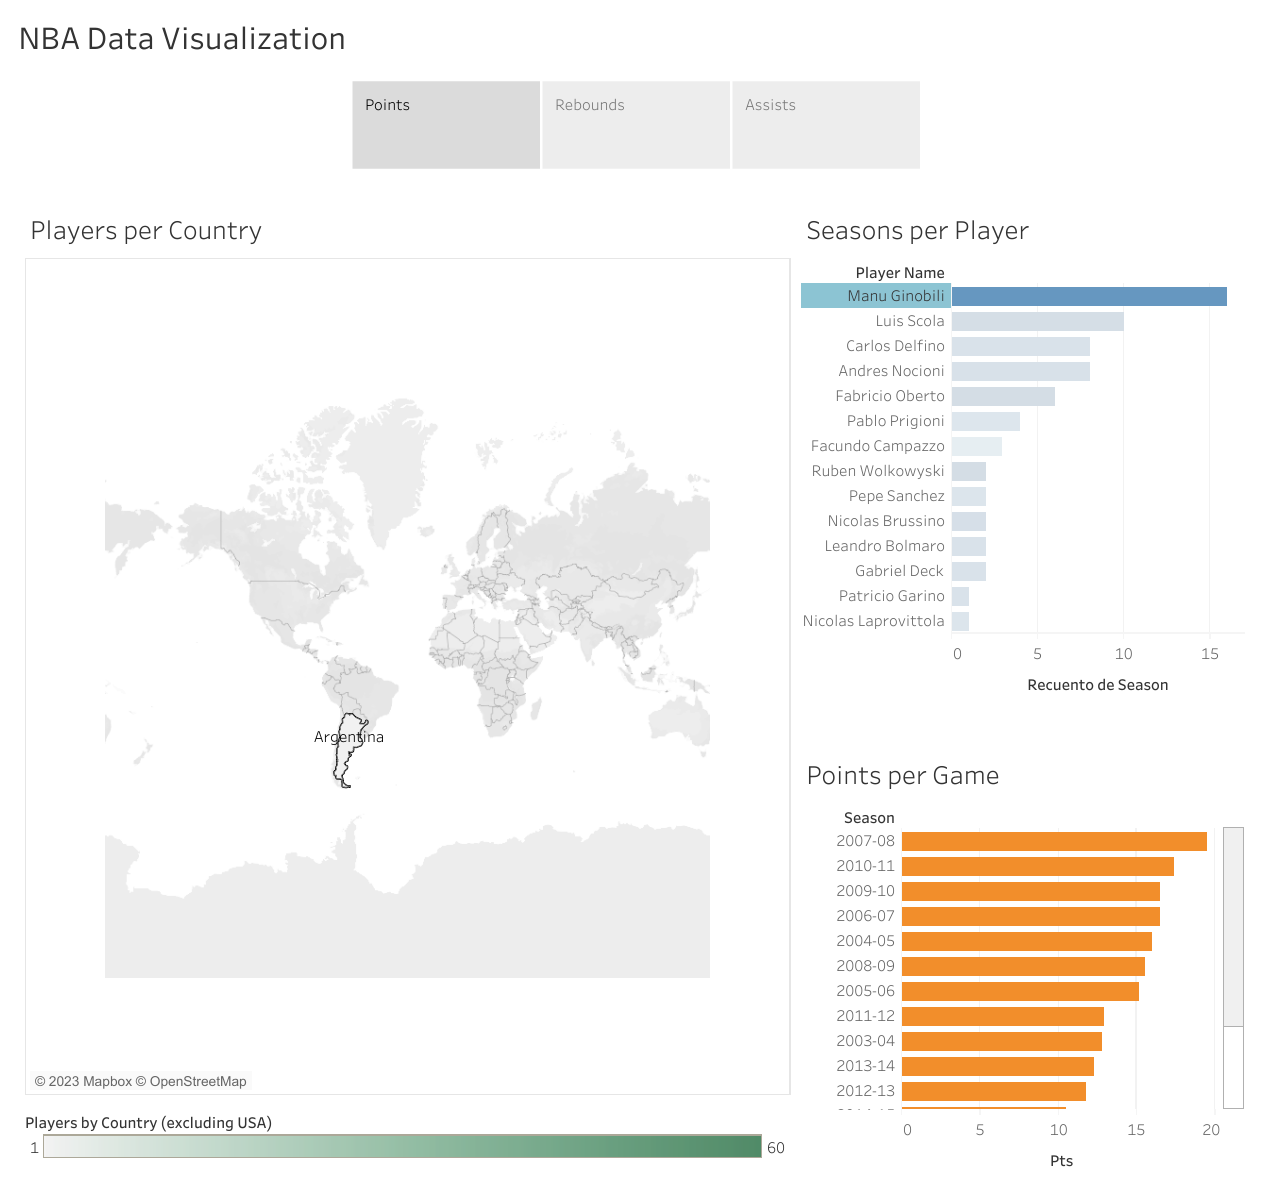 NBA Data Visualization
Points
Rebounds
Assists
Players per Country
Argentina
© 2023 Mapbox © OpenStreetMap
Players by Country (excluding USA)
1
60
Seasons per Player
Player Name
Manu Ginobili
Luis Scola
Carlos Delfino
Andres Nocioni
Fabricio Oberto
Pablo Prigioni
Facundo Campazzo
Ruben Wolkowyski
Pepe Sanchez
Nicolas Brussino
Leandro Bolmaro
Gabriel Deck
Patricio Garino
Nicolas Laprovittola
0 5 10 15
Recuento de Season
Points per Game
Season
2007-08
2010-11
2009-10
2006-07
2004-05
2008-09
2005-06
2011-12
2003-04
2013-14
2012-13
0 5 10 15 20
Pts